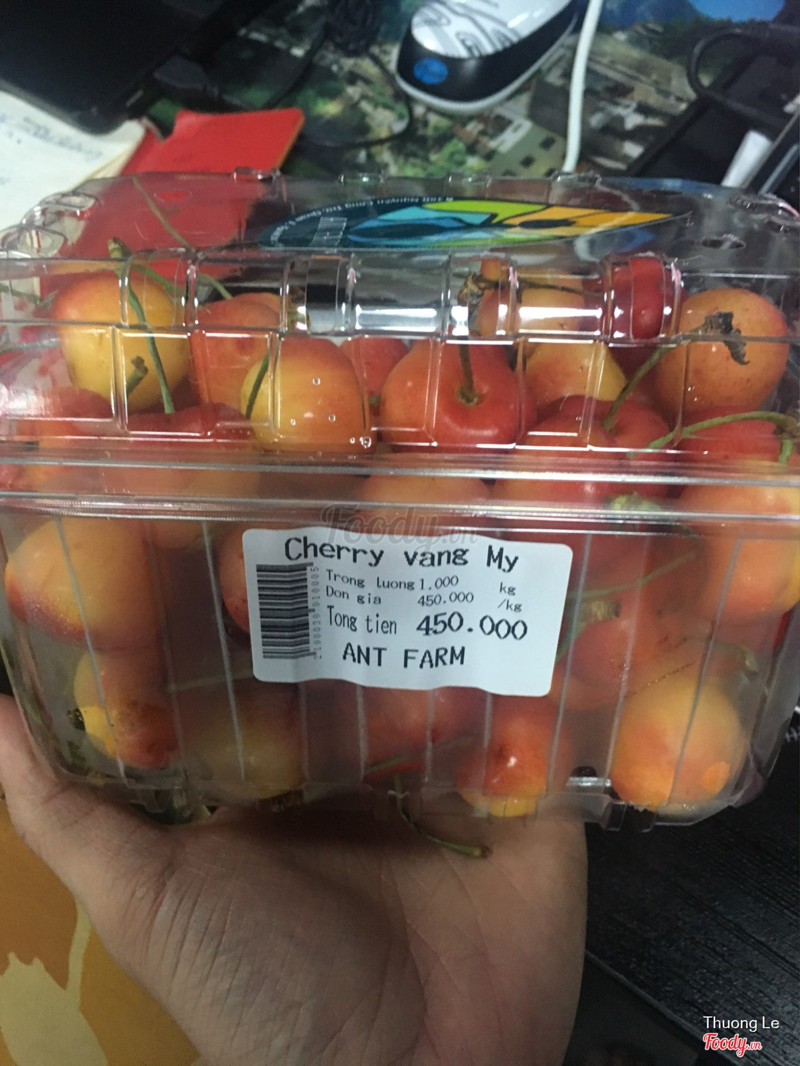 Foody.vn
Cherry vang My
Trong luong 1.000 kg
Don gia 450.000 /kg
Tong tien 450.000
ANT FARM
Thuong Le
Foody.vn